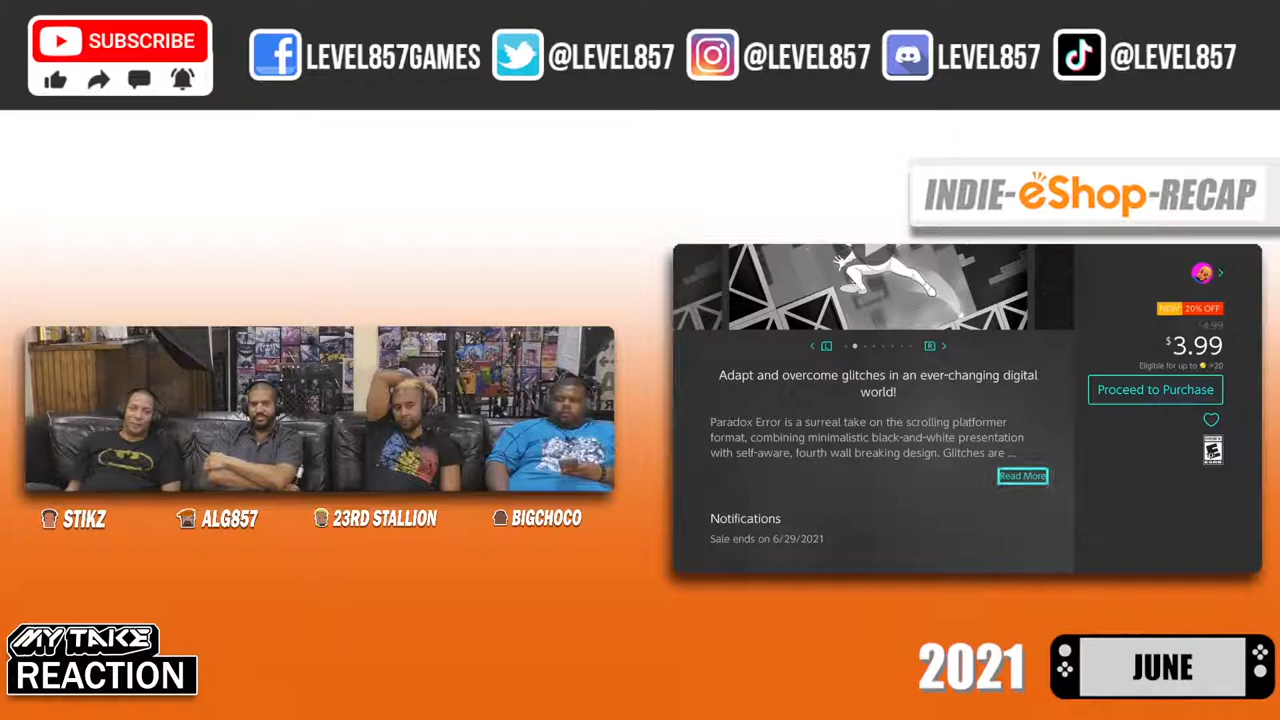 SUBSCRIBE
LEVEL857GAMES
@LEVEL857
@LEVEL857
LEVEL857
@LEVEL857
INDIE-eShop-RECAP
NEW 20% OFF
$4.99
$3.99
Eligible for up to +20
Proceed to Purchase
L
R
Adapt and overcome glitches in an ever-changing digital
world!
Paradox Error is a surreal take on the scrolling platformer
format, combining minimalistic black-and-white presentation
with self-aware, fourth wall breaking design. Glitches are ...
Read More
Notifications
Sale ends on 6/29/2021
STIKZ
ALG857
23RD STALLION
BIGCHOCO
MY TAKE
REACTION
2021
JUNE